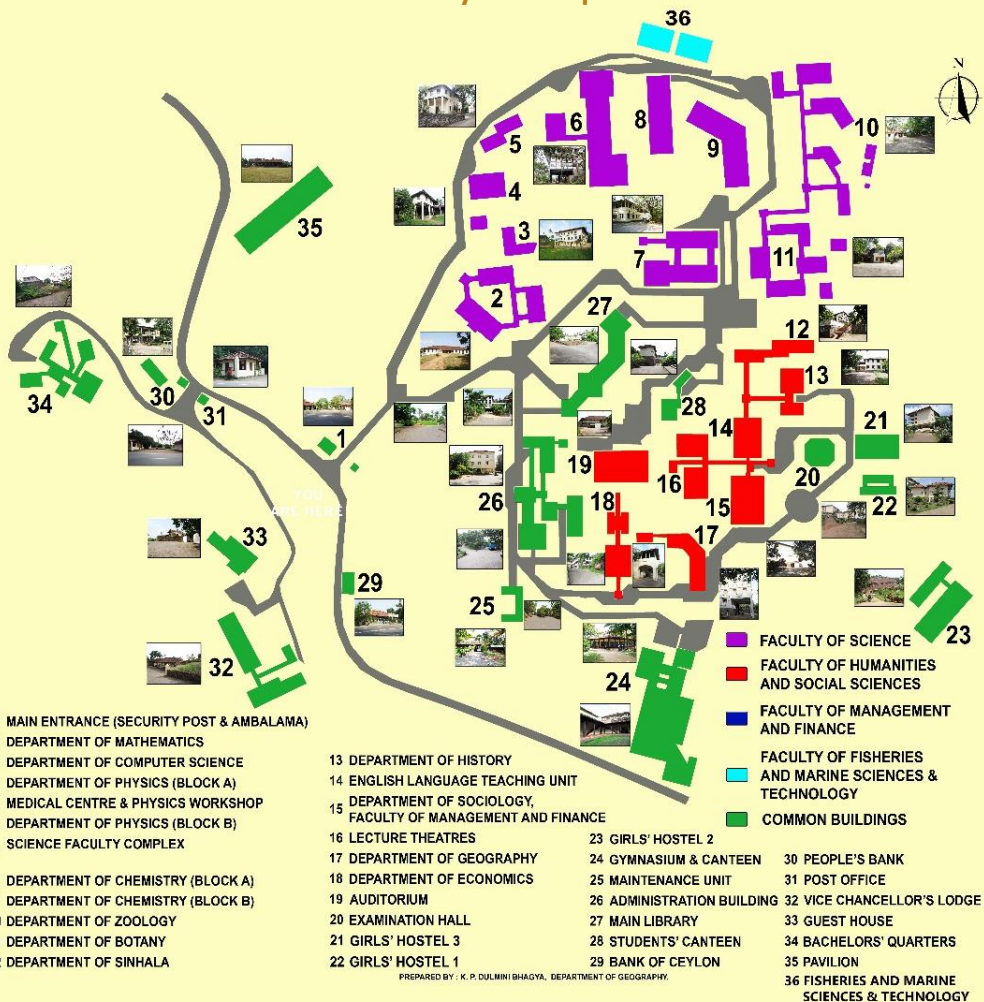 36
N
6
8
5
10
9
4
35
3
7
11
2
27
12
13
30
34
31
28
14
21
1
19
16
20
YOU
ARE HERE
26
18
15
22
17
33
29
25
23
32
24
FACULTY OF SCIENCE
FACULTY OF HUMANITIES
AND SOCIAL SCIENCES
FACULTY OF MANAGEMENT
AND FINANCE
FACULTY OF FISHERIES
AND MARINE SCIENCES &
TECHNOLOGY
COMMON BUILDINGS
MAIN ENTRANCE (SECURITY POST & AMBALAMA)
DEPARTMENT OF MATHEMATICS
DEPARTMENT OF COMPUTER SCIENCE
DEPARTMENT OF PHYSICS (BLOCK A)
MEDICAL CENTRE & PHYSICS WORKSHOP
DEPARTMENT OF PHYSICS (BLOCK B)
SCIENCE FACULTY COMPLEX
DEPARTMENT OF CHEMISTRY (BLOCK A)
DEPARTMENT OF CHEMISTRY (BLOCK B)
DEPARTMENT OF ZOOLOGY
DEPARTMENT OF BOTANY
DEPARTMENT OF SINHALA
13 DEPARTMENT OF HISTORY
14 ENGLISH LANGUAGE TEACHING UNIT
15 DEPARTMENT OF SOCIOLOGY,
FACULTY OF MANAGEMENT AND FINANCE
16 LECTURE THEATRES
17 DEPARTMENT OF GEOGRAPHY
18 DEPARTMENT OF ECONOMICS
19 AUDITORIUM
20 EXAMINATION HALL
21 GIRLS' HOSTEL 3
22 GIRLS' HOSTEL 1
23 GIRLS' HOSTEL 2
24 GYMNASIUM & CANTEEN
25 MAINTENANCE UNIT
26 ADMINISTRATION BUILDING
27 MAIN LIBRARY
28 STUDENTS' CANTEEN
29 BANK OF CEYLON
30 PEOPLE'S BANK
31 POST OFFICE
32 VICE CHANCELLOR'S LODGE
33 GUEST HOUSE
34 BACHELORS' QUARTERS
35 PAVILION
36 FISHERIES AND MARINE
SCIENCES & TECHNOLOGY
PREPARED BY : K. P. DULMINI BHAGYA, DEPARTMENT OF GEOGRAPHY.